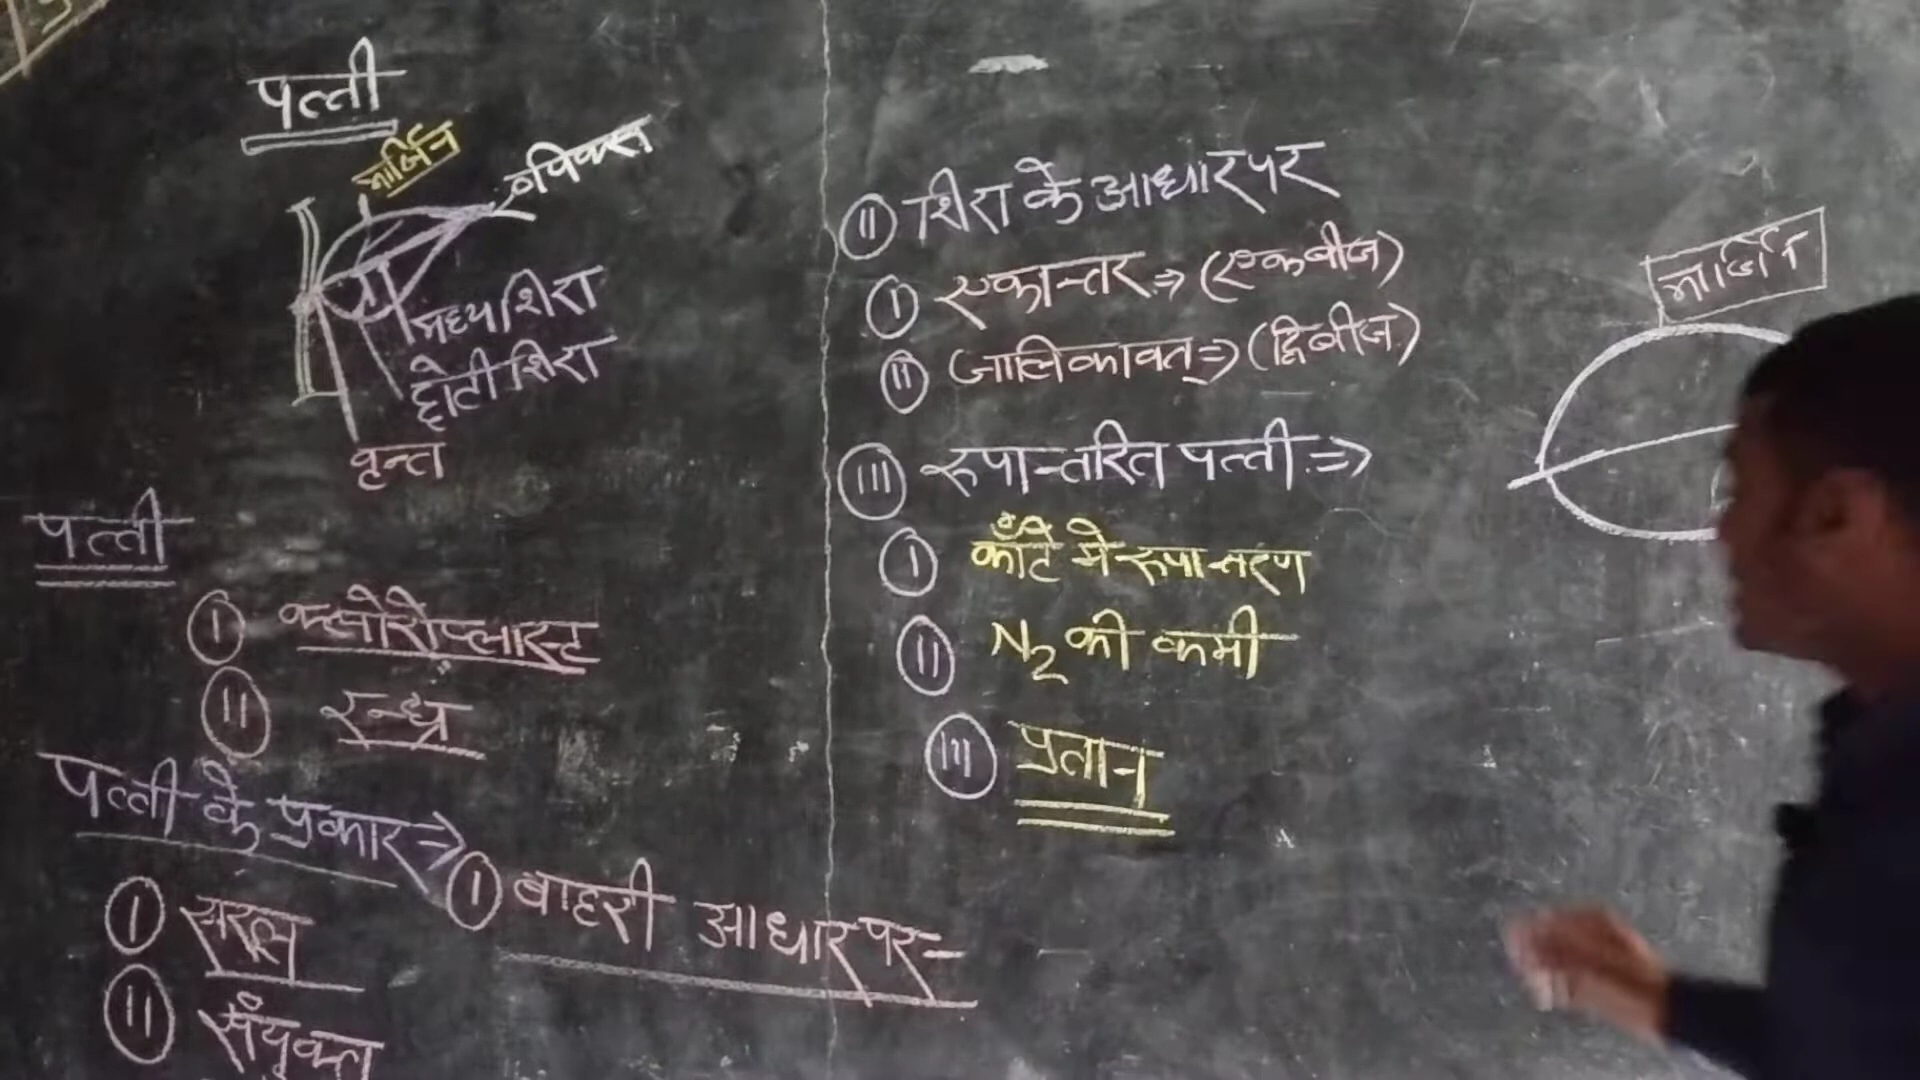 पत्ती
मार्जिन
एपिक्स
मध्यशिरा
छोटी शिरा
वृन्त
पत्ती
(I) क्लोरोप्लास्ट
(II) रन्ध्र
पत्ती के प्रकार→
(I) बाहरी आधार पर-
(I) सरल
(II) संयुक्त
(II) शिरा के आधार पर
(I) एकान्तर ⇒ (एकबीज)
(II) जालिकावत् ⇒ (द्विबीज)
(III) रूपान्तरित पत्ती ⇒
(I) काँटे मे रूपान्तरण
(II) N₂ की कमी
(III) प्रतान
मार्जिन